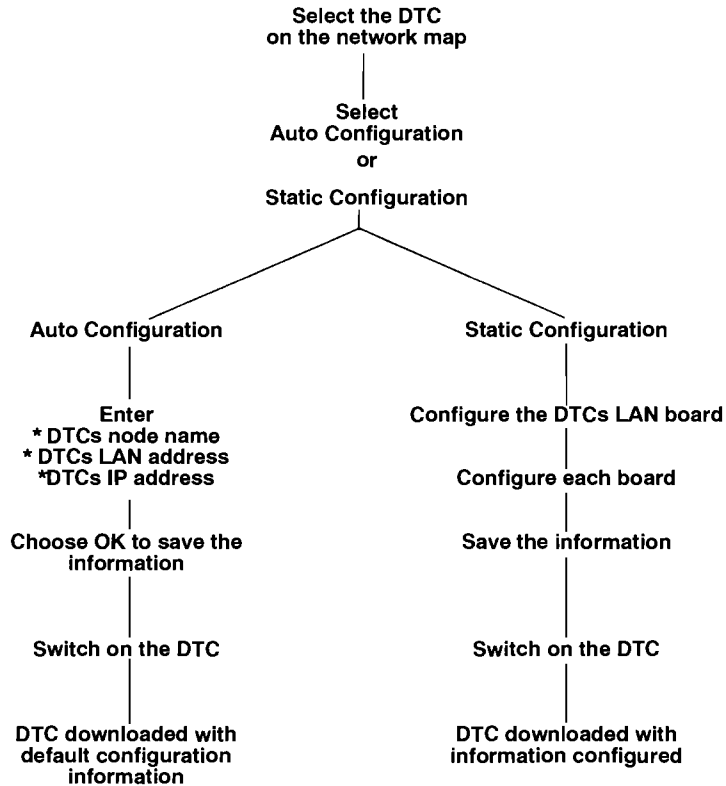 Select the DTC
on the network map
Select
Auto Configuration
or
Static Configuration
Auto Configuration
Enter
* DTCs node name
* DTCs LAN address
*DTCs IP address
Choose OK to save the
information
Switch on the DTC
DTC downloaded with
default configuration
information
Static Configuration
Configure the DTCs LAN board
Configure each board
Save the information
Switch on the DTC
DTC downloaded with
information configured